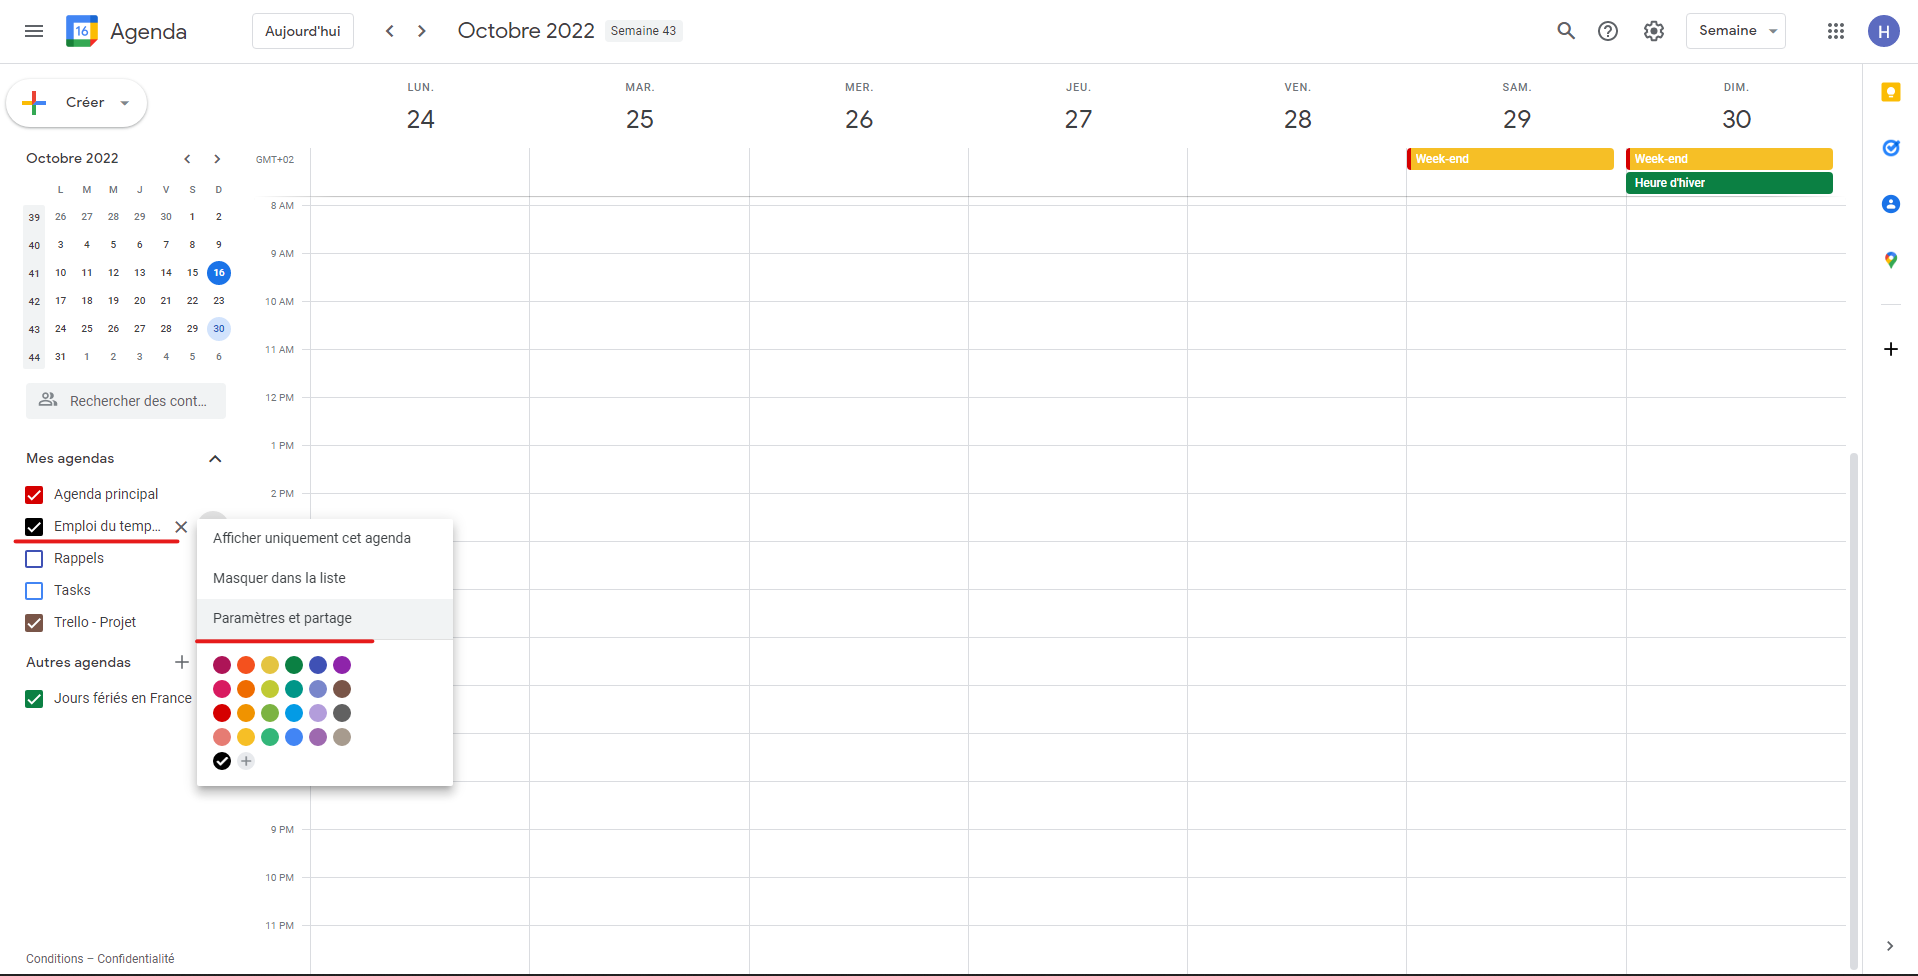 16 Agenda
Aujourd'hui
Octobre 2022
Semaine 43
Semaine
H
Créer
LUN.
24
MAR.
25
MER.
26
JEU.
27
VEN.
28
SAM.
29
DIM.
30
Octobre 2022
L M M J V S D
39 26 27 28 29 30 1 2
40 3 4 5 6 7 8 9
41 10 11 12 13 14 15 16
42 17 18 19 20 21 22 23
43 24 25 26 27 28 29 30
44 31 1 2 3 4 5 6
Rechercher des cont...
Mes agendas
Agenda principal
Emploi du temp...
Rappels
Tasks
Trello - Projet
Autres agendas
Jours fériés en France
Afficher uniquement cet agenda
Masquer dans la liste
Paramètres et partage
GMT+02
Week-end
Week-end
Heure d'hiver
8 AM
9 AM
10 AM
11 AM
12 PM
1 PM
2 PM
9 PM
10 PM
11 PM
Conditions – Confidentialité